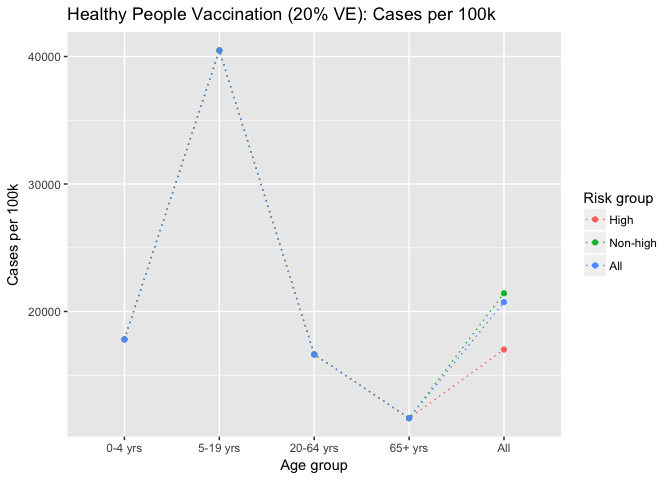 Healthy People Vaccination (20% VE): Cases per 100k
40000
30000
20000
Cases per 100k
0-4 yrs
5-19 yrs
20-64 yrs
65+ yrs
All
Age group
Risk group
High
Non-high
All